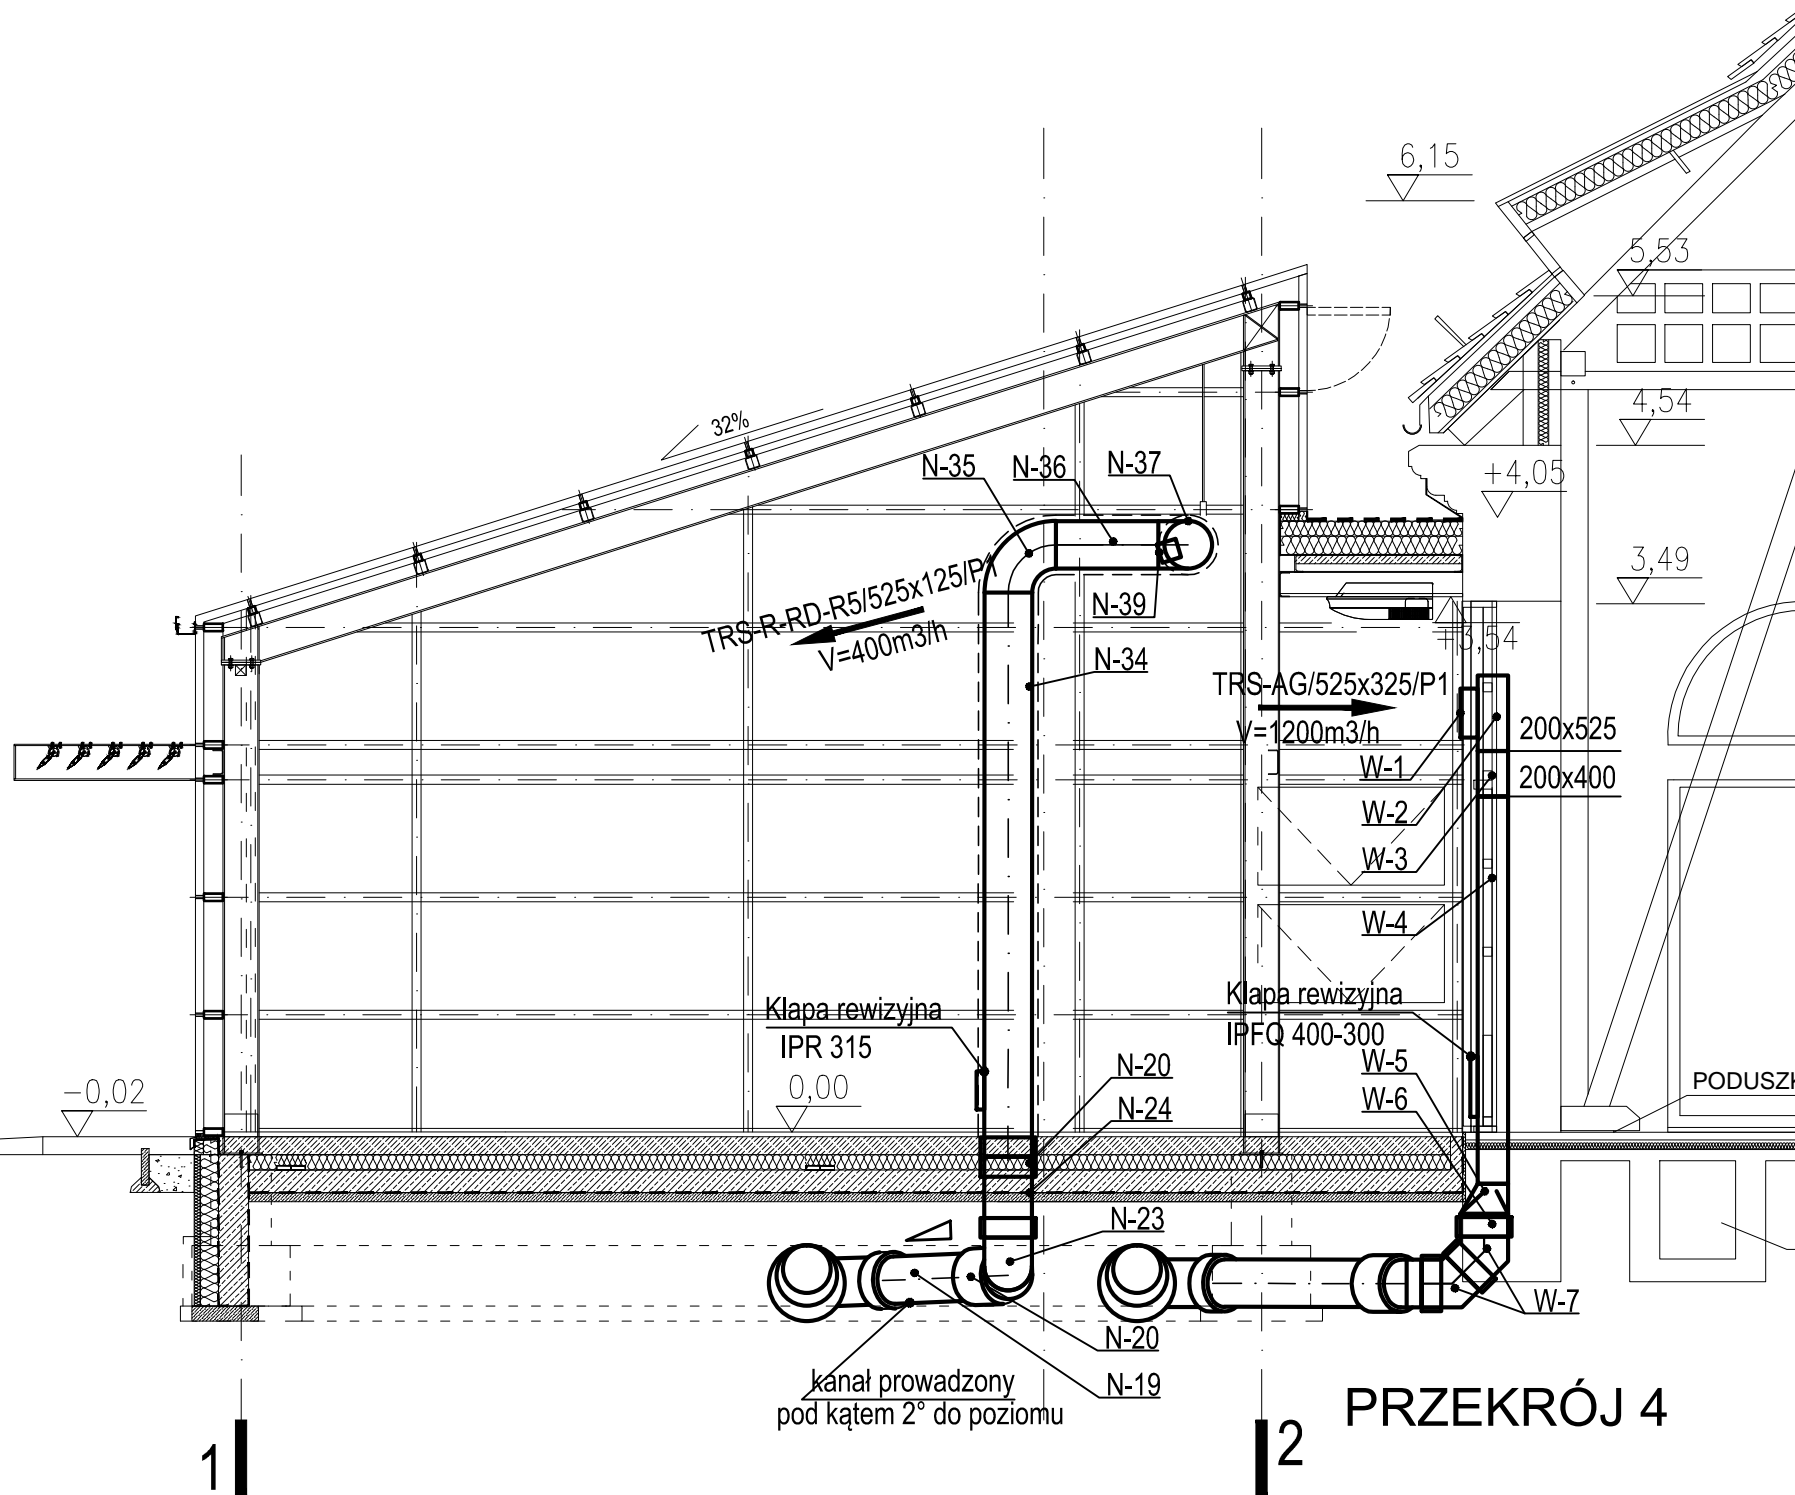 6,15
5,53
32%
4,54
N-35
N-36
N-37
+4,05
3,49
TRS-R-RD-R5/525x125/P1
V=400m3/h
N-39
+3,54
N-34
TRS-AG/525x325/P1
V=1200m3/h
200x525
W-1
200x400
W-2
W-3
W-4
Klapa rewizyjna
IPR 315
Klapa rewizyjna
IPFQ 400-300
W-5
W-6
-0,02
0,00
N-20
N-24
PODUSZK
N-23
W-7
N-20
N-19
kanał prowadzony
pod kątem 2° do poziomu
PRZEKRÓJ 4
1
2